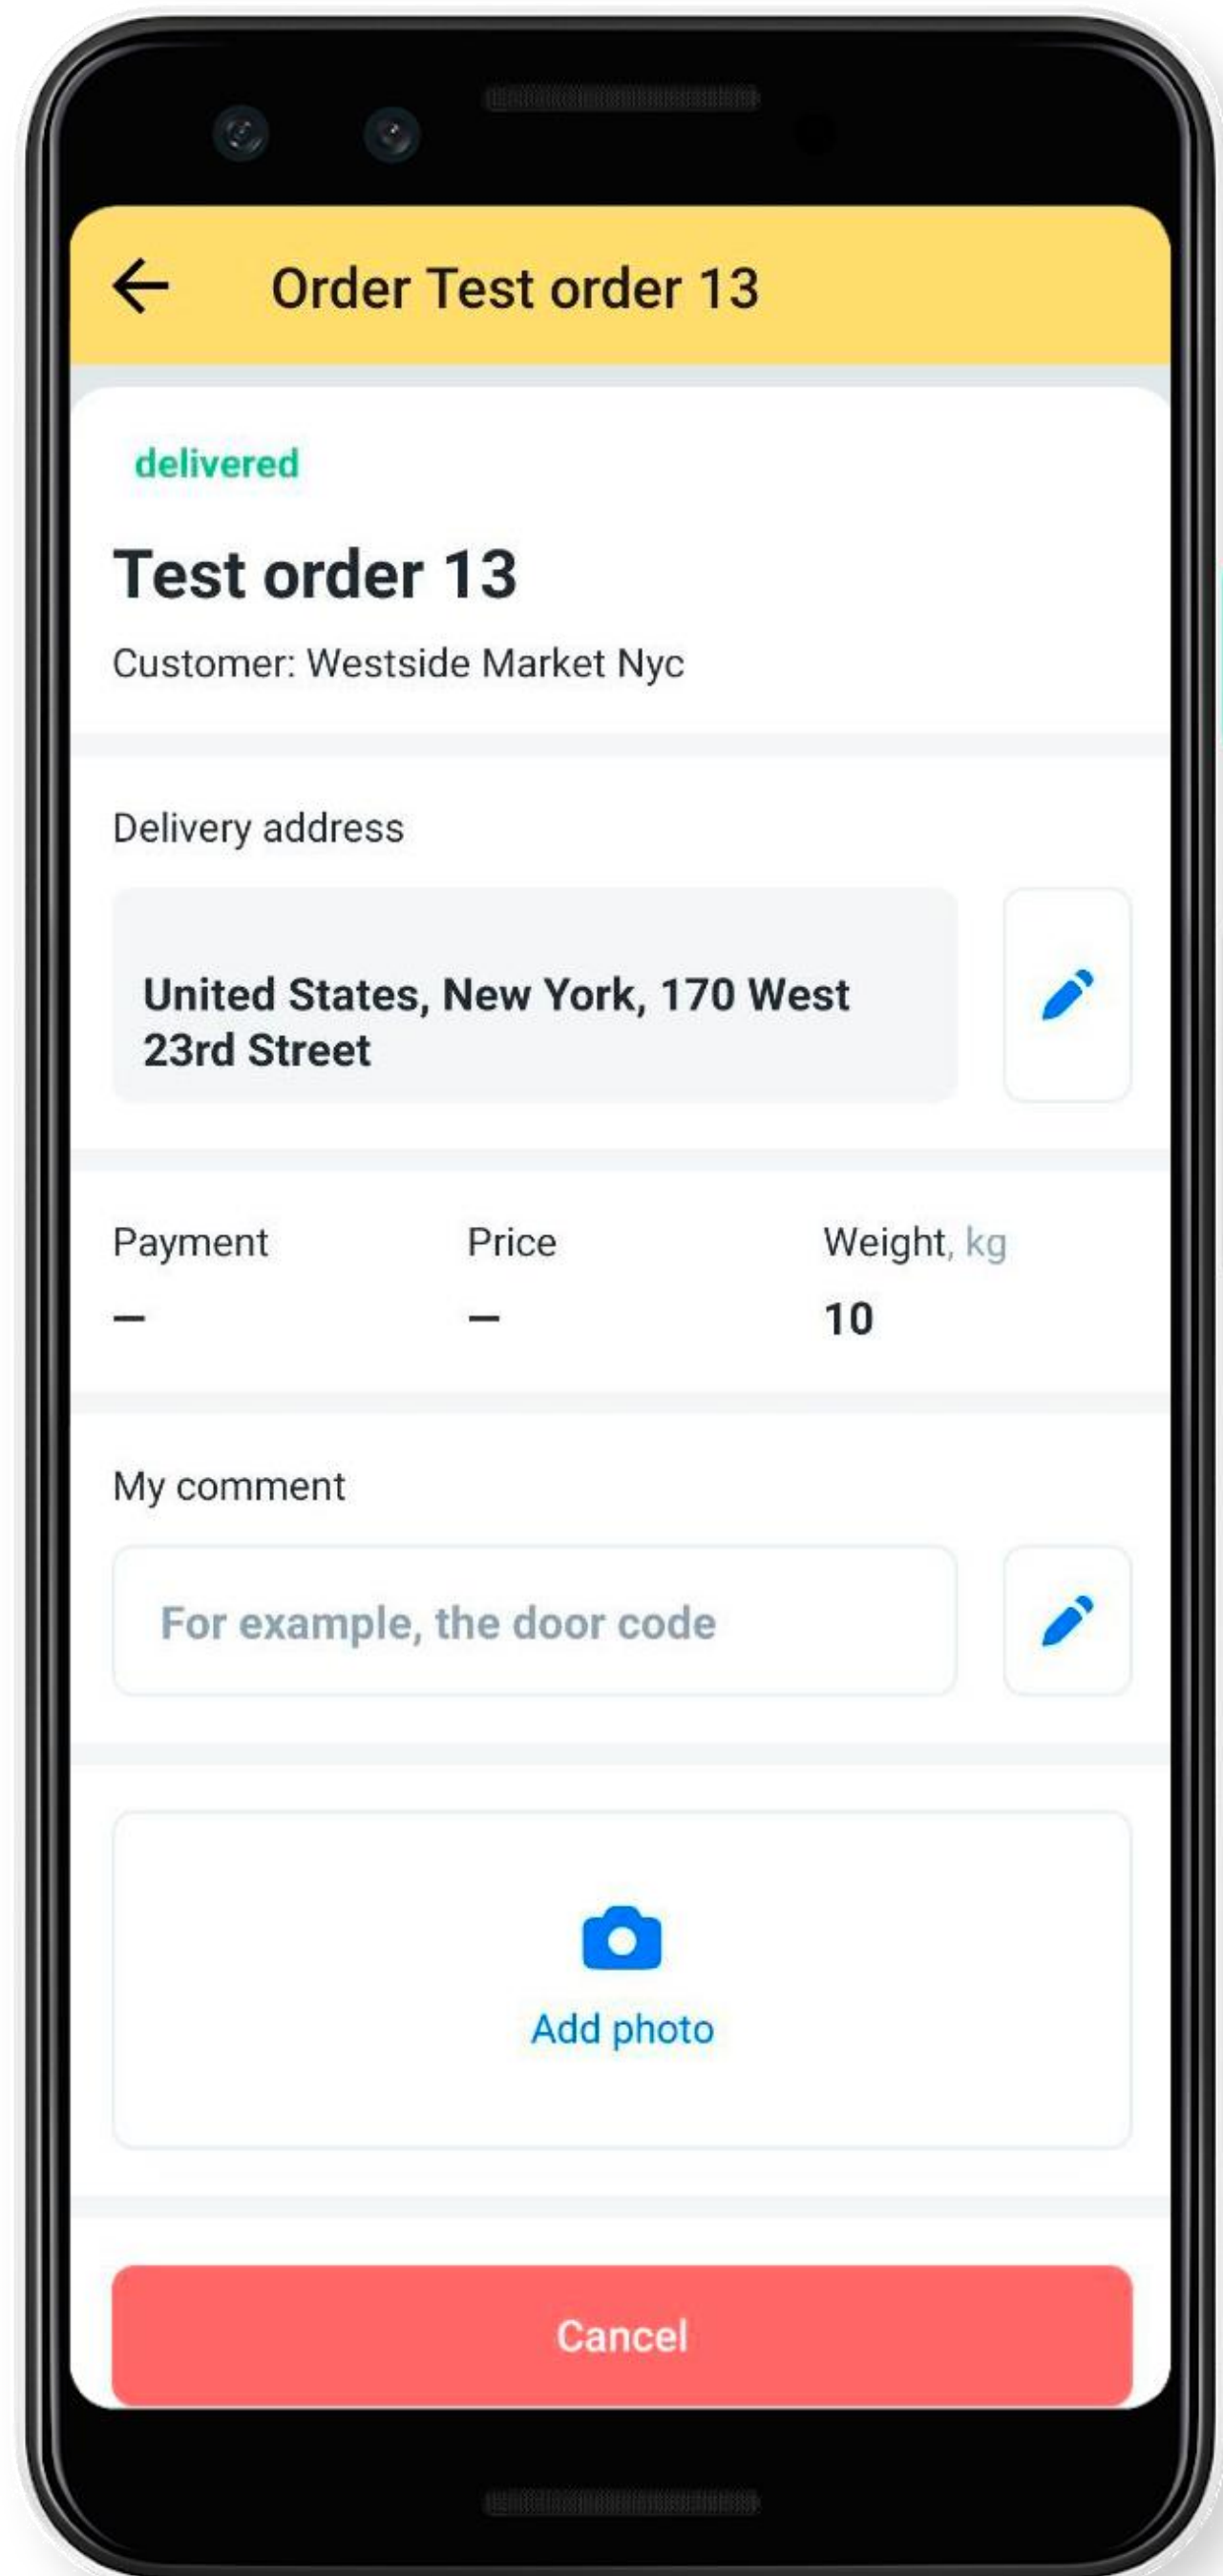 Order Test order 13
delivered
Test order 13
Customer: Westside Market Nyc
Delivery address
United States, New York, 170 West
23rd Street
Payment Price Weight, kg
– – 10
My comment
For example, the door code
Add photo
Cancel